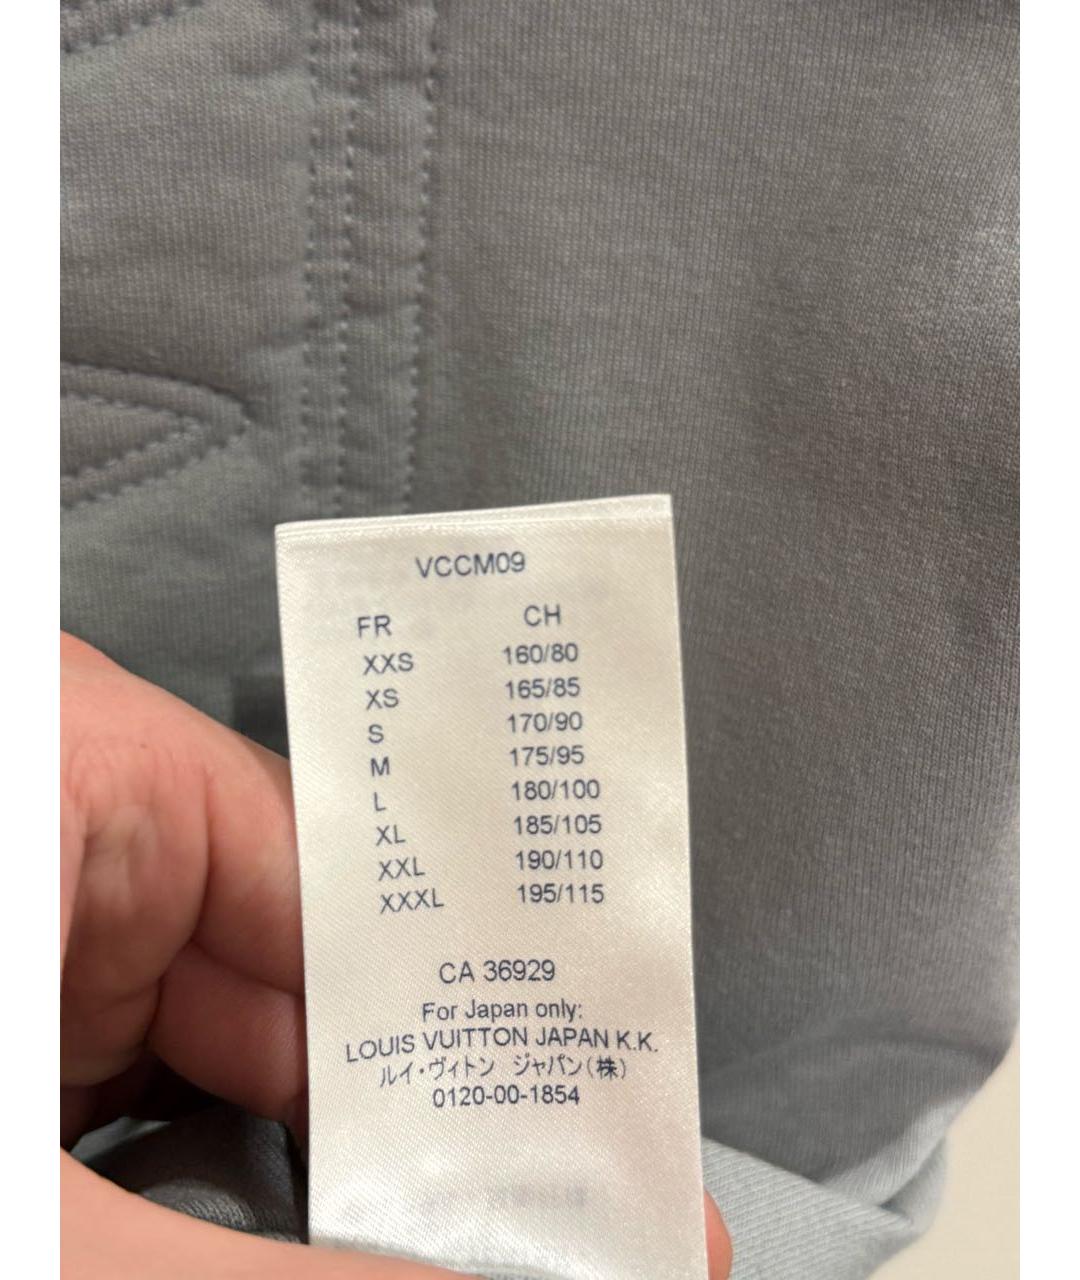 VCCM09
FR CH
XXS 160/80
XS 165/85
S 170/90
M 175/95
L 180/100
XL 185/105
XXL 190/110
XXXL 195/115
CA 36929
For Japan only:
LOUIS VUITTON JAPAN K.K.
ルイ・ヴィトン ジャパン(株)
0120-00-1854